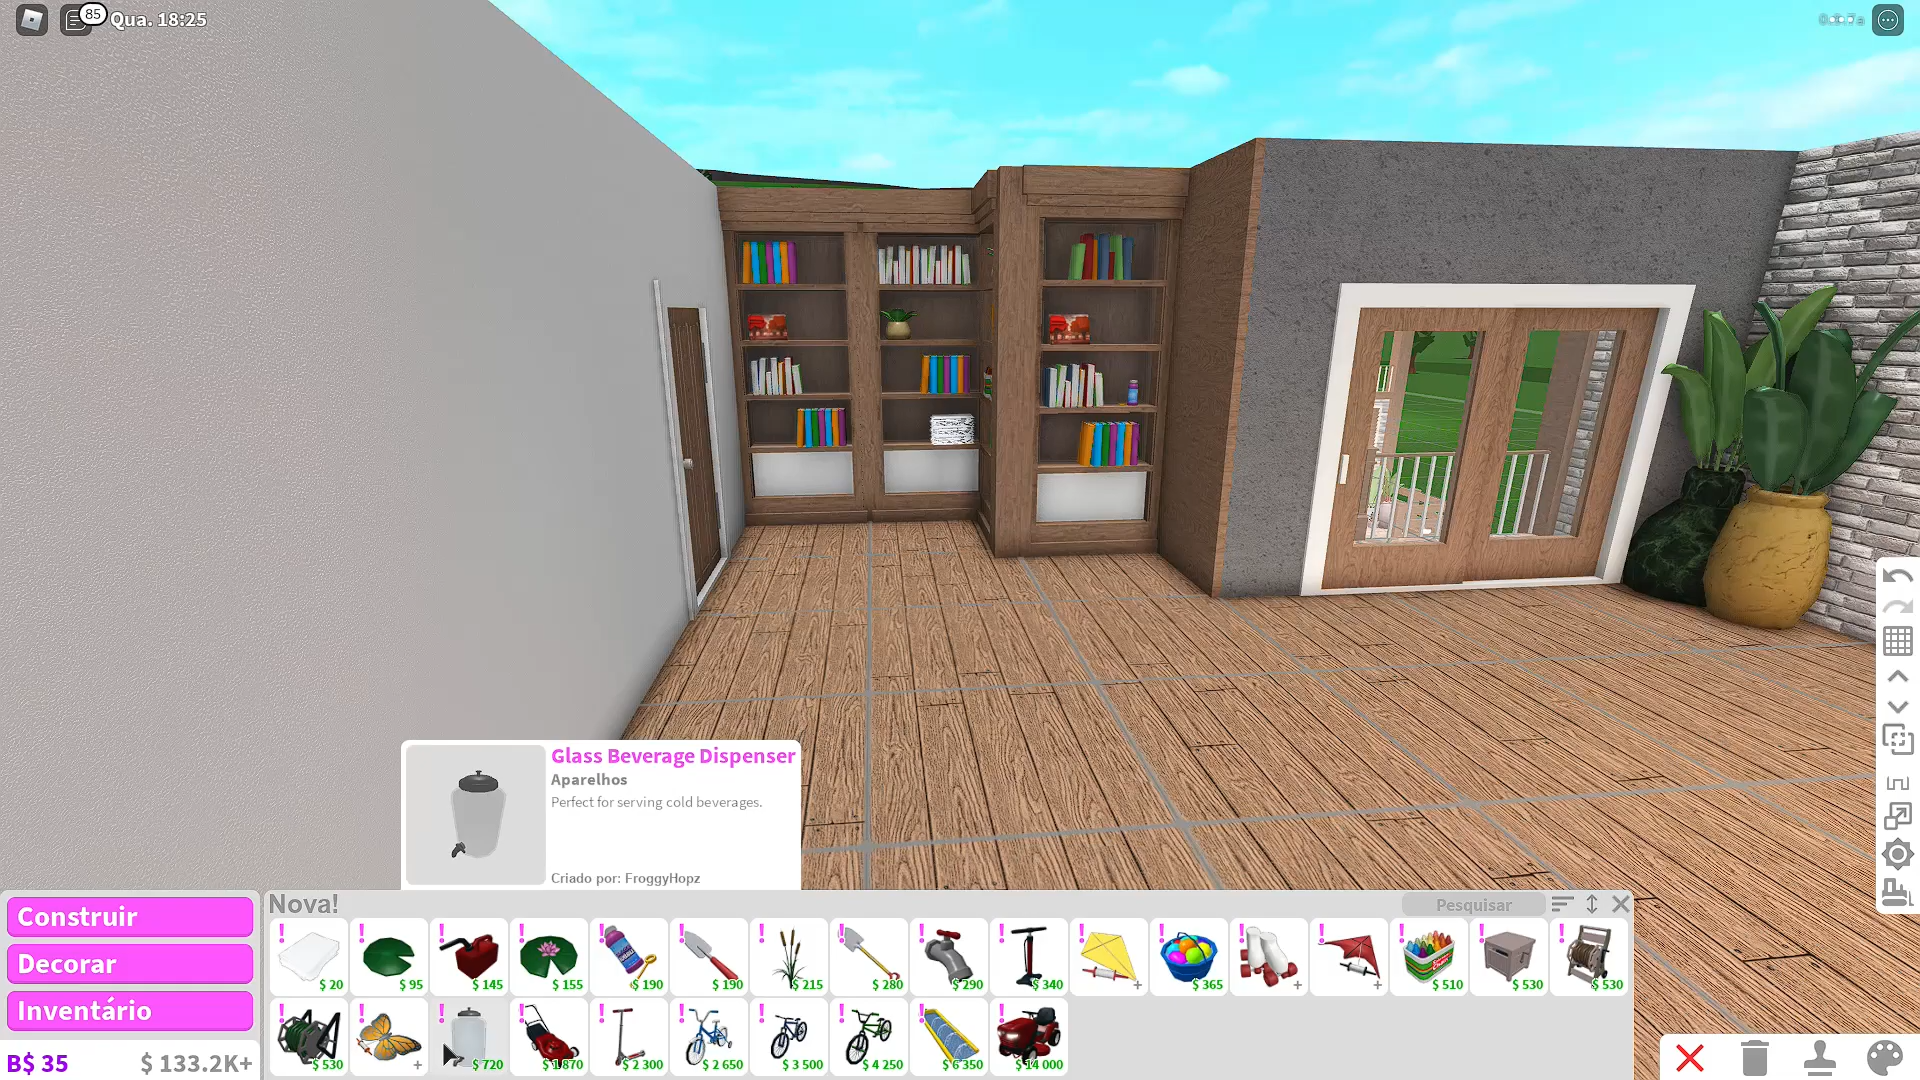 85 Qua. 18:25
Glass Beverage Dispenser
Aparelhos
Perfect for serving cold beverages.
Criado por: FroggyHopz
Construir
Decorar
Inventário
B$ 35 $ 133.2K+
Nova! Pesquisar
$ 20 $ 95 $ 145 $ 155 $ 190 $ 190 $ 215 $ 280 $ 290 $ 340 + $ 365 + + $ 510 $ 530 $ 530
$ 530 + $ 720 $ 1 870 $ 2 300 $ 2 650 $ 3 500 $ 4 250 $ 6 350 $ 14 000